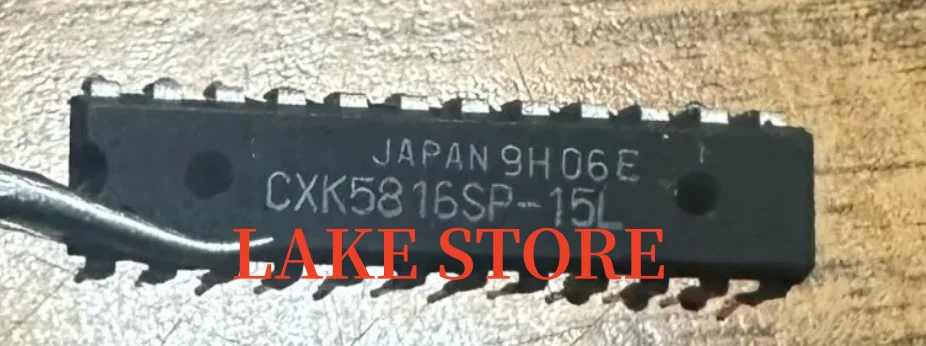 JAPAN 9H06E
CXK5816SP-15L
LAKE STORE